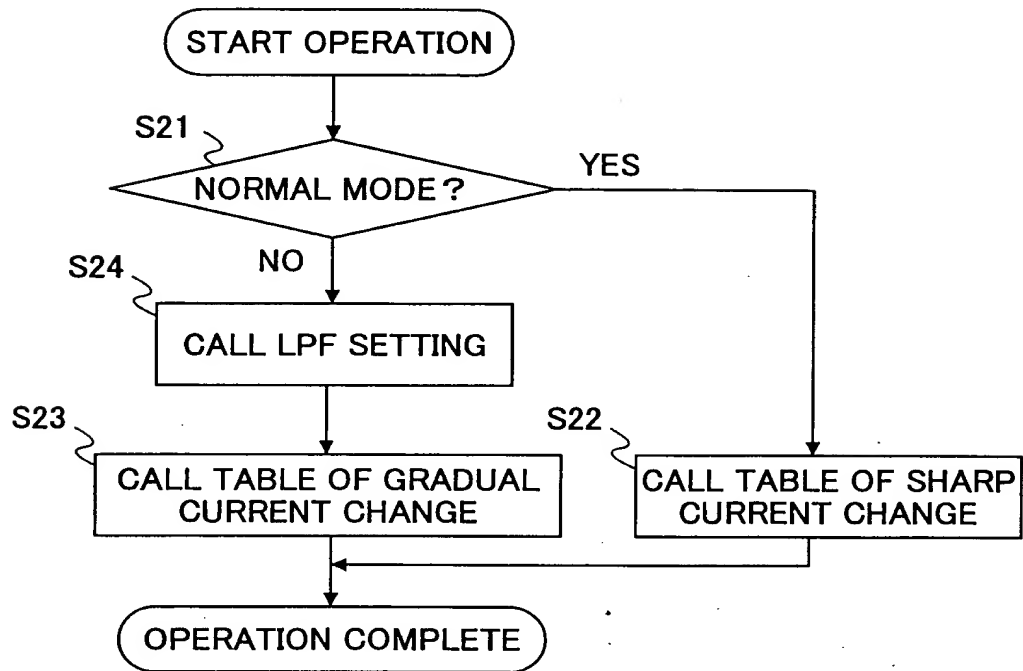 START OPERATION
S21
NORMAL MODE?
YES
NO
S24
CALL LPF SETTING
S23
CALL TABLE OF GRADUAL
CURRENT CHANGE
S22
CALL TABLE OF SHARP
CURRENT CHANGE
OPERATION COMPLETE